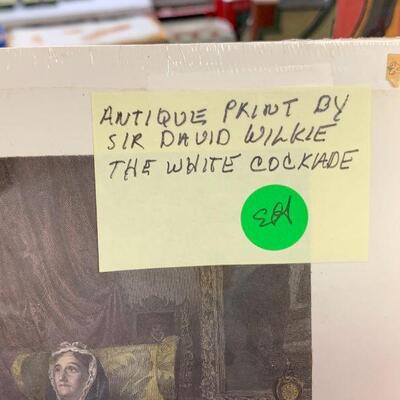 ANTIQUE PRINT BY
SIR DAVID WILKIE
THE WHITE COCKADE